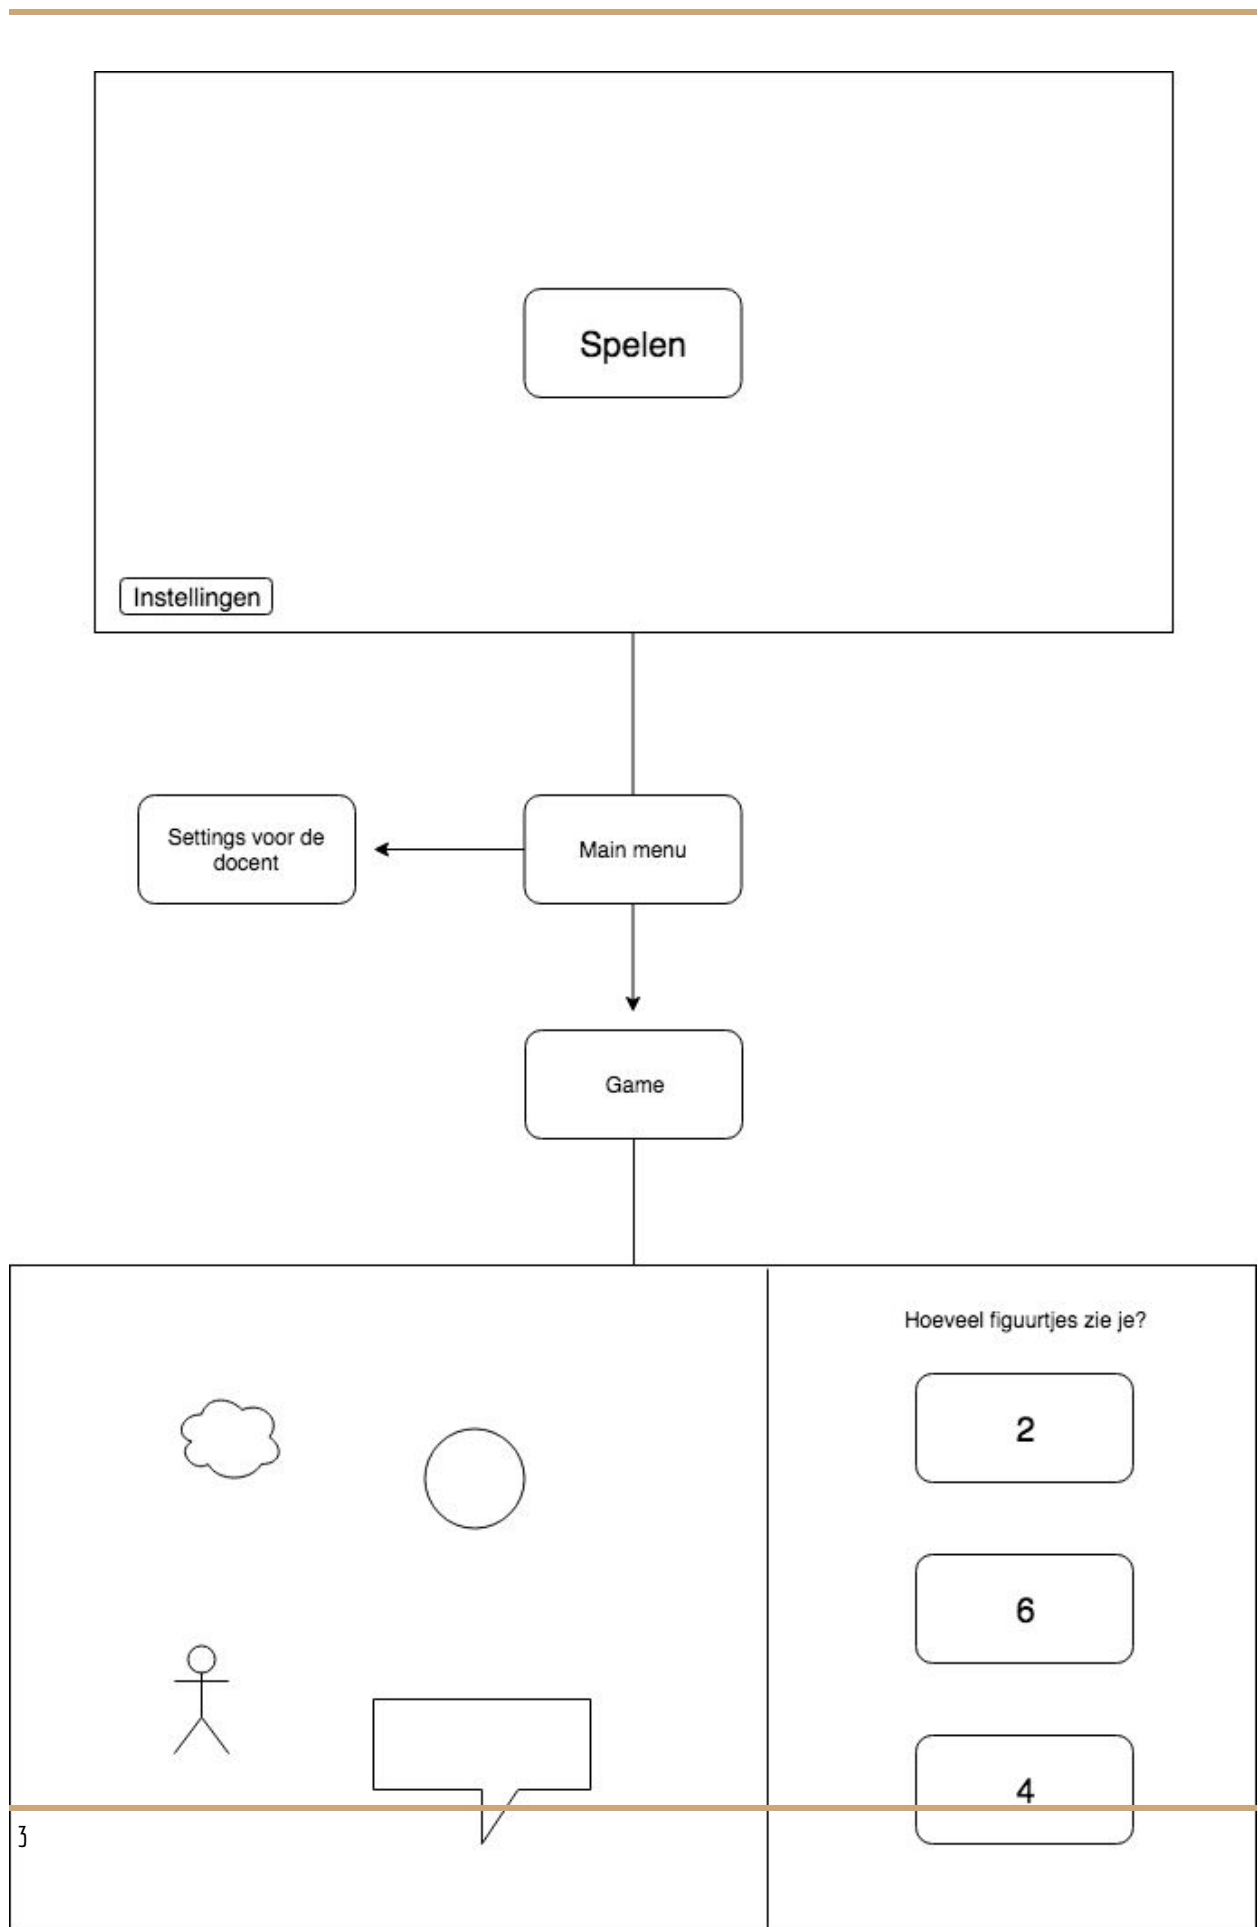 Spelen
Instellingen
Settings voor de
docent
Main menu
Game
Hoeveel figuurtjes zie je?
2
6
4
3